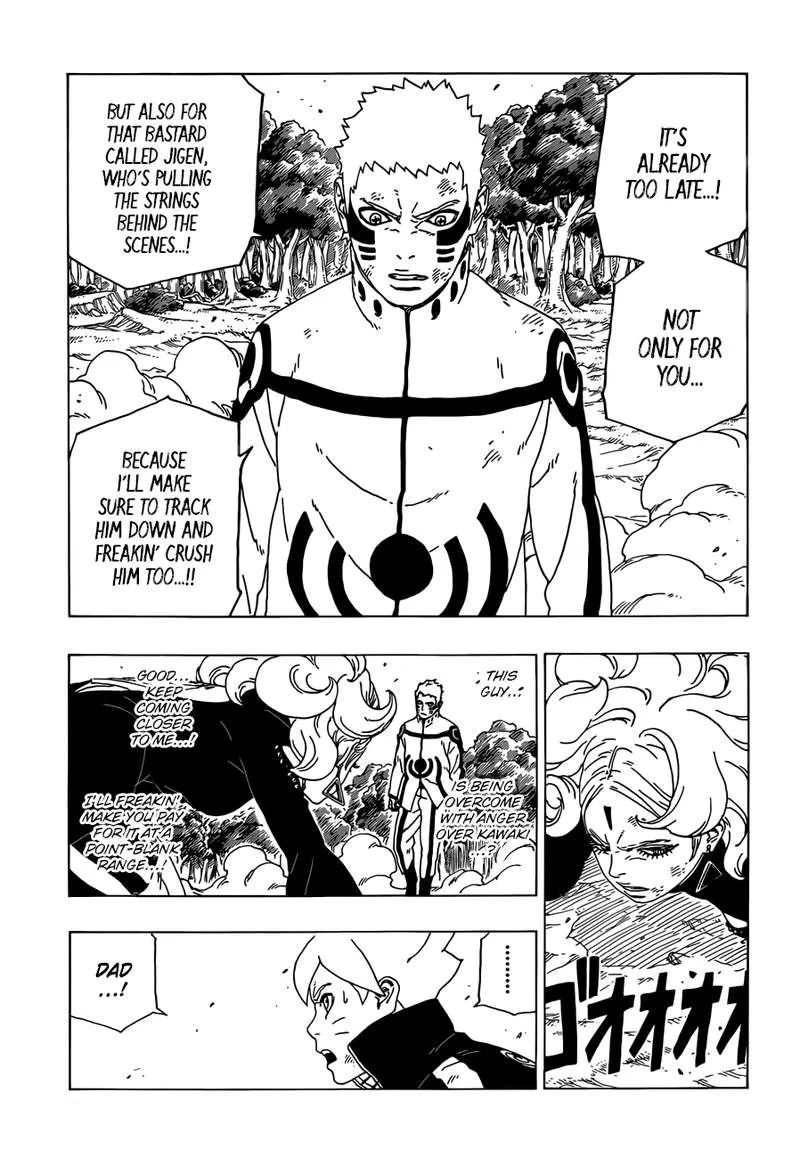 IT'S
ALREADY
TOO LATE...!
NOT
ONLY FOR
YOU...
BUT ALSO FOR
THAT BASTARD
CALLED JIGEN,
WHO'S PULLING
THE STRINGS
BEHIND THE
SCENES...!
BECAUSE
I'LL MAKE
SURE TO TRACK
HIM DOWN AND
FREAKIN' CRUSH
HIM TOO...!!
ゴオオオオ
THIS
GUY...
IS BEING
OVERCOME
WITH ANGER
OVER KAWAKI
...?
GOOD...
KEEP
COMING
CLOSER
TO ME...!
I'LL FREAKIN'
MAKE YOU PAY
FOR IT AT A
POINT-BLANK
RANGE...!
.........
DAD
...!